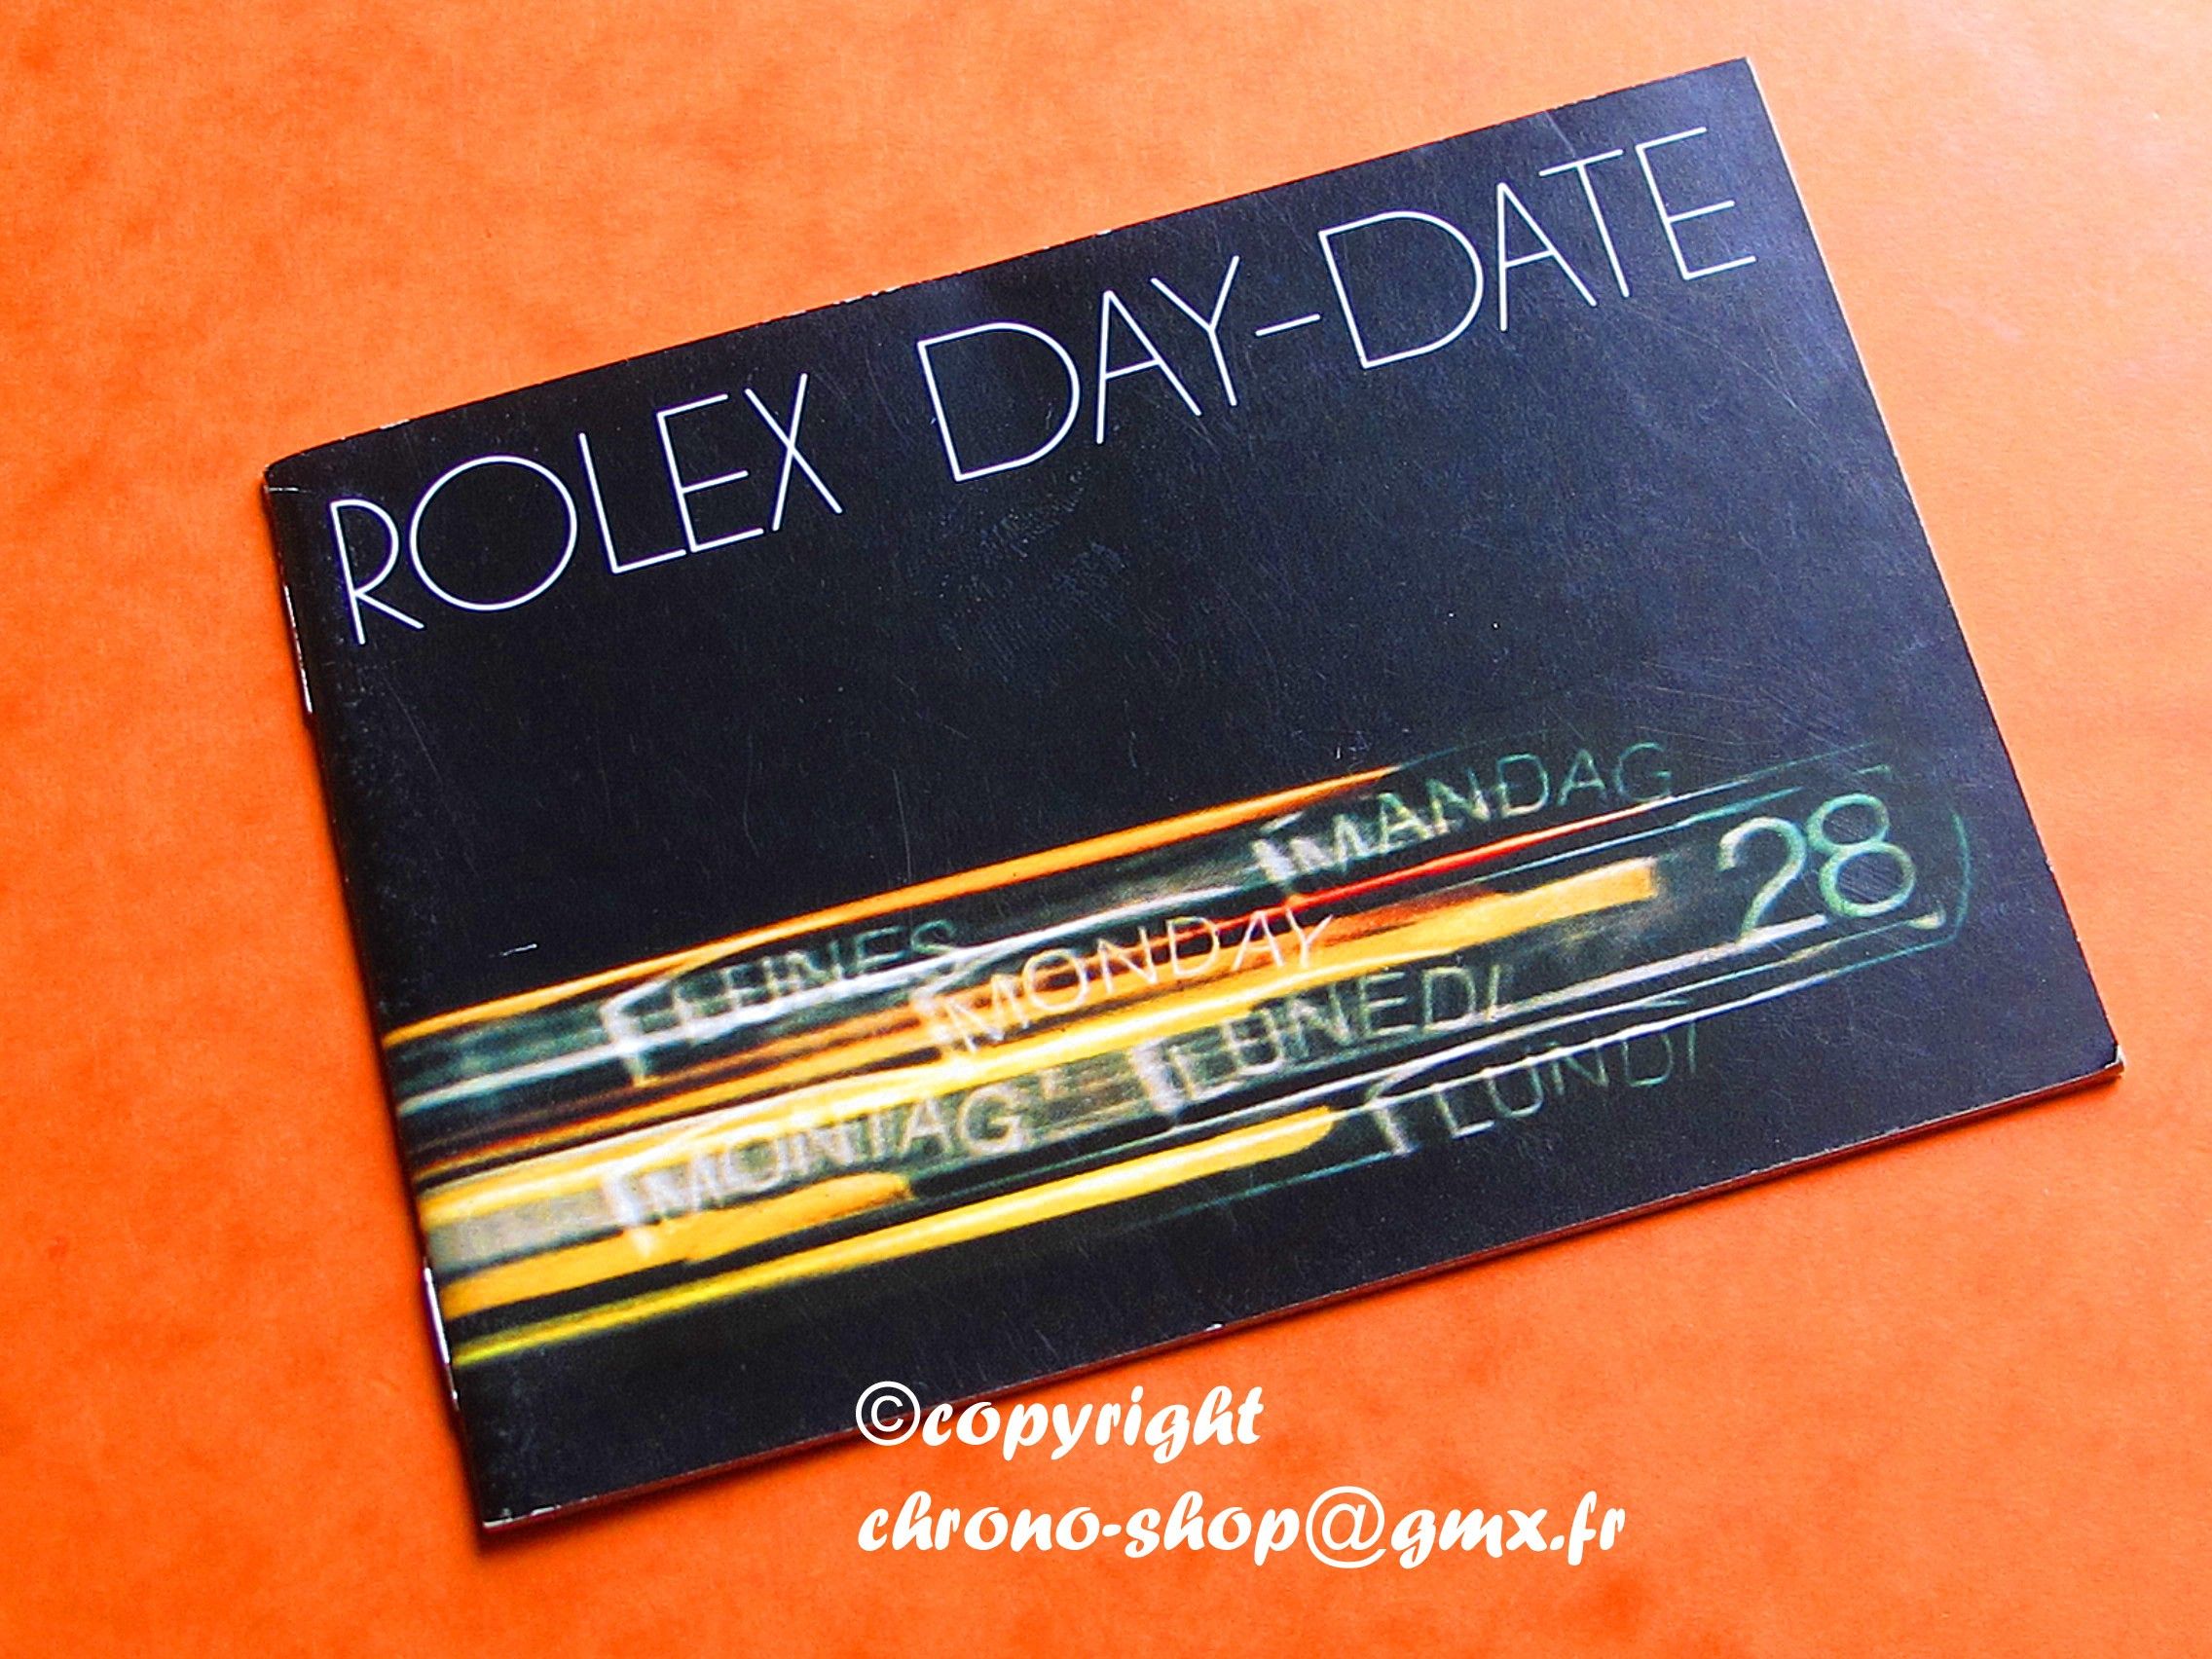 ROLEX DAY-DATE
MANDAG
28
LUNES
MONDAY
LUNEDI
LUNDI
MONTAG
©copyright
chrono-shop@gmx.fr